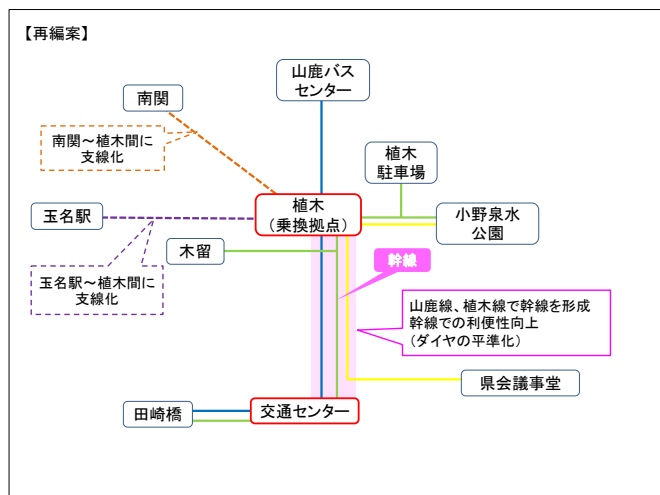 【再編案】
山鹿バス
センター
南関
南関～植木間に
支線化
植木
駐車場
植木
(乗換拠点)
玉名駅
小野泉水
公園
木留
幹線
玉名駅～植木間に
支線化
山鹿線、植木線で幹線を形成
幹線での利便性向上
(ダイヤの平準化)
県会議事堂
田崎橋
交通センター